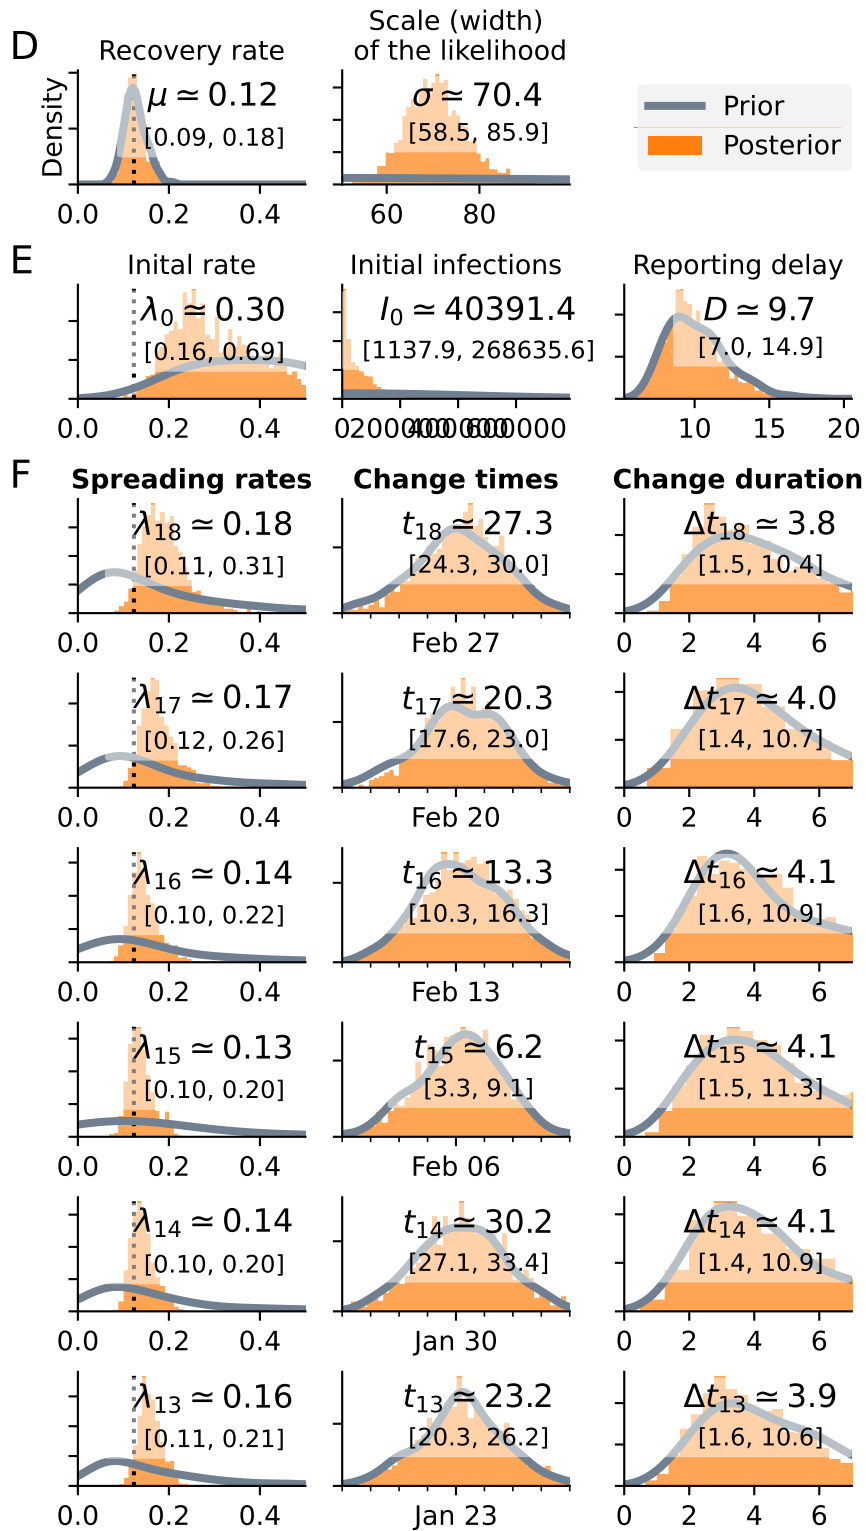 D
Recovery rate
Scale (width)
of the likelihood
Density
μ ≃ 0.12
[0.09, 0.18]
σ ≃ 70.4
[58.5, 85.9]
Prior
Posterior
0.0 0.2 0.4
60 80
E
Inital rate
Initial infections
Reporting delay
λ0 ≃ 0.30
[0.16, 0.69]
I0 ≃ 40391.4
[1137.9, 268635.6]
D ≃ 9.7
[7.0, 14.9]
0.0 0.2 0.4
0 200000 400000 600000
10 15 20
F
Spreading rates
Change times
Change duration
λ18 ≃ 0.18
[0.11, 0.31]
t18 ≃ 27.3
[24.3, 30.0]
Δt18 ≃ 3.8
[1.5, 10.4]
0.0 0.2 0.4
Feb 27
0 2 4 6
λ17 ≃ 0.17
[0.12, 0.26]
t17 ≃ 20.3
[17.6, 23.0]
Δt17 ≃ 4.0
[1.4, 10.7]
0.0 0.2 0.4
Feb 20
0 2 4 6
λ16 ≃ 0.14
[0.10, 0.22]
t16 ≃ 13.3
[10.3, 16.3]
Δt16 ≃ 4.1
[1.6, 10.9]
0.0 0.2 0.4
Feb 13
0 2 4 6
λ15 ≃ 0.13
[0.10, 0.20]
t15 ≃ 6.2
[3.3, 9.1]
Δt15 ≃ 4.1
[1.5, 11.3]
0.0 0.2 0.4
Feb 06
0 2 4 6
λ14 ≃ 0.14
[0.10, 0.20]
t14 ≃ 30.2
[27.1, 33.4]
Δt14 ≃ 4.1
[1.4, 10.9]
0.0 0.2 0.4
Jan 30
0 2 4 6
λ13 ≃ 0.16
[0.11, 0.21]
t13 ≃ 23.2
[20.3, 26.2]
Δt13 ≃ 3.9
[1.6, 10.6]
0.0 0.2 0.4
Jan 23
0 2 4 6